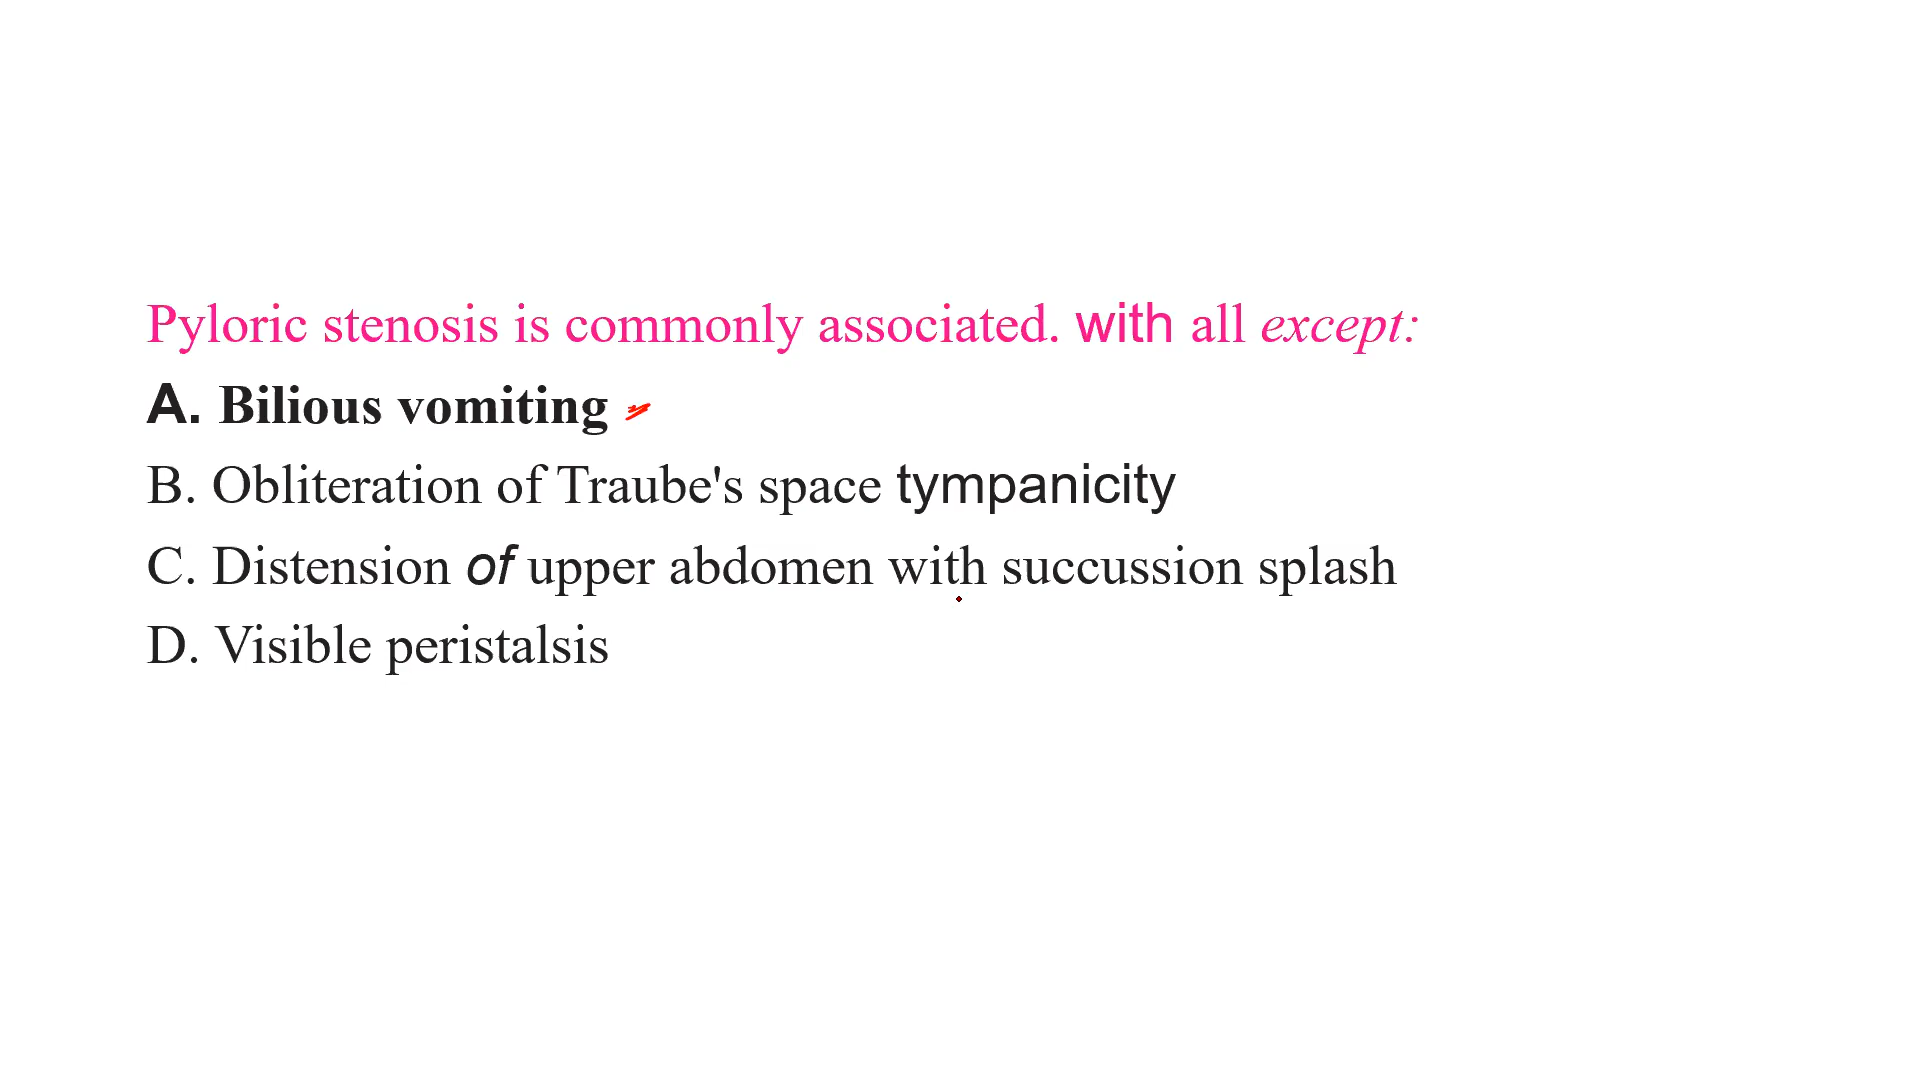 Pyloric stenosis is commonly associated. with all except:
A. Bilious vomiting
B. Obliteration of Traube's space tympanicity
C. Distension of upper abdomen with succussion splash
D. Visible peristalsis